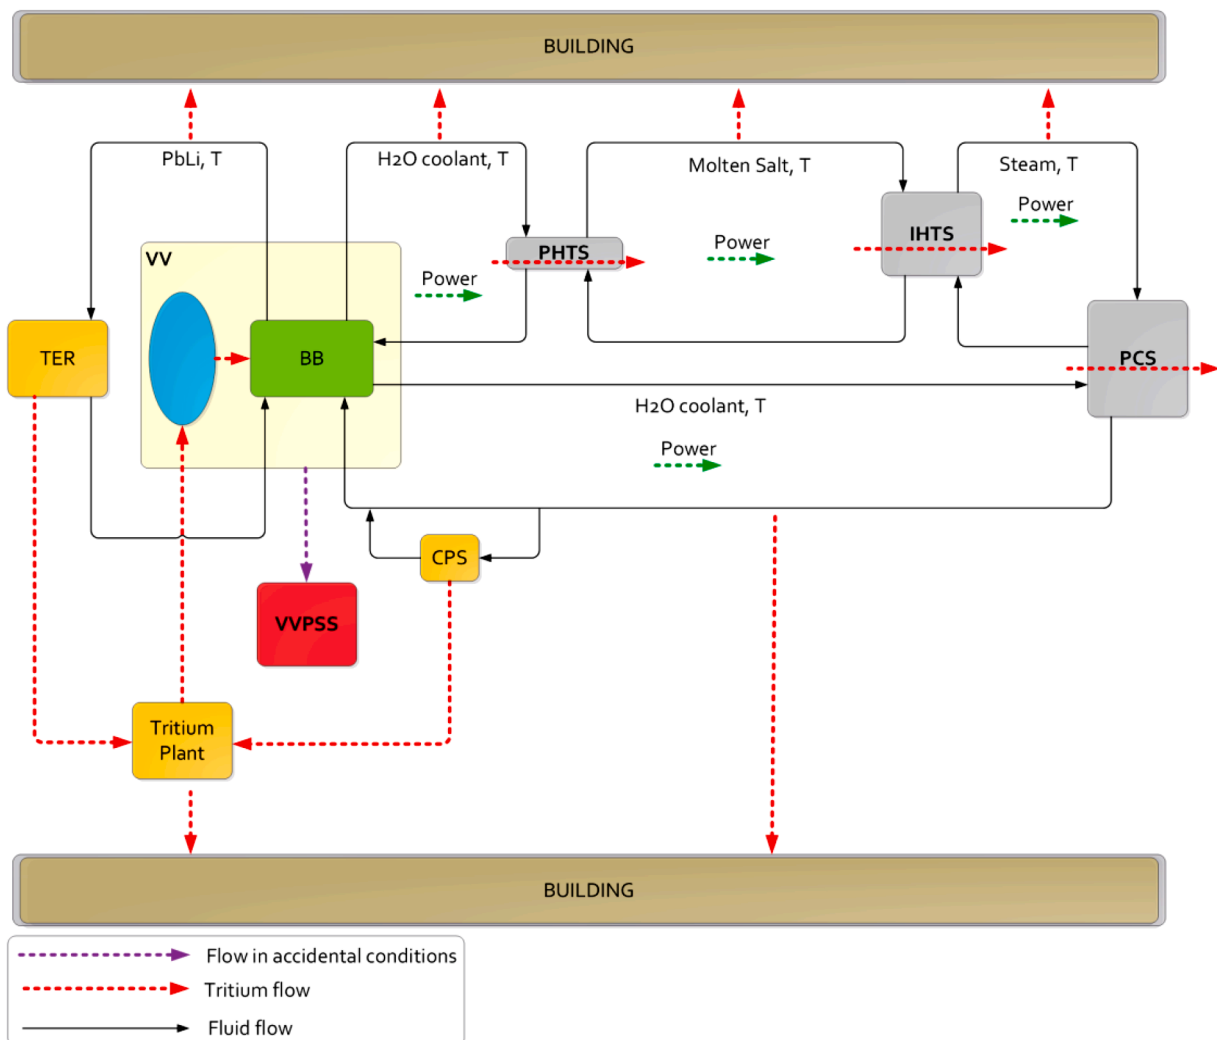 BUILDING
PbLi, T
H2O coolant, T
Molten Salt, T
Steam, T
Power
IHTS
Power
PHTS
VV
Power
TER
BB
PCS
H2O coolant, T
Power
CPS
VVPSS
Tritium
Plant
BUILDING
Flow in accidental conditions
Tritium flow
Fluid flow